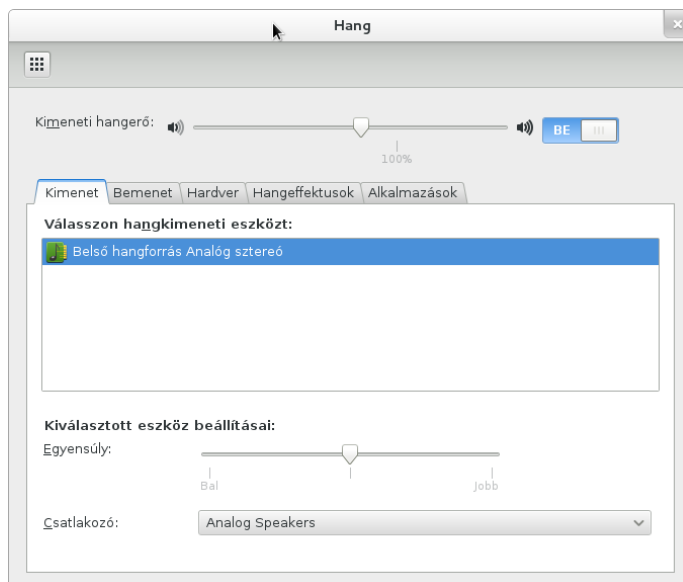 Hang
Kimeneti hangerő:
BE
100%
Kimenet Bemenet Hardver Hangeffektusok Alkalmazások
Válasszon hangkimeneti eszközt:
Belső hangforrás Analóg sztereó
Kiválasztott eszköz beállításai:
Egyensúly:
Bal Jobb
Csatlakozó: Analog Speakers